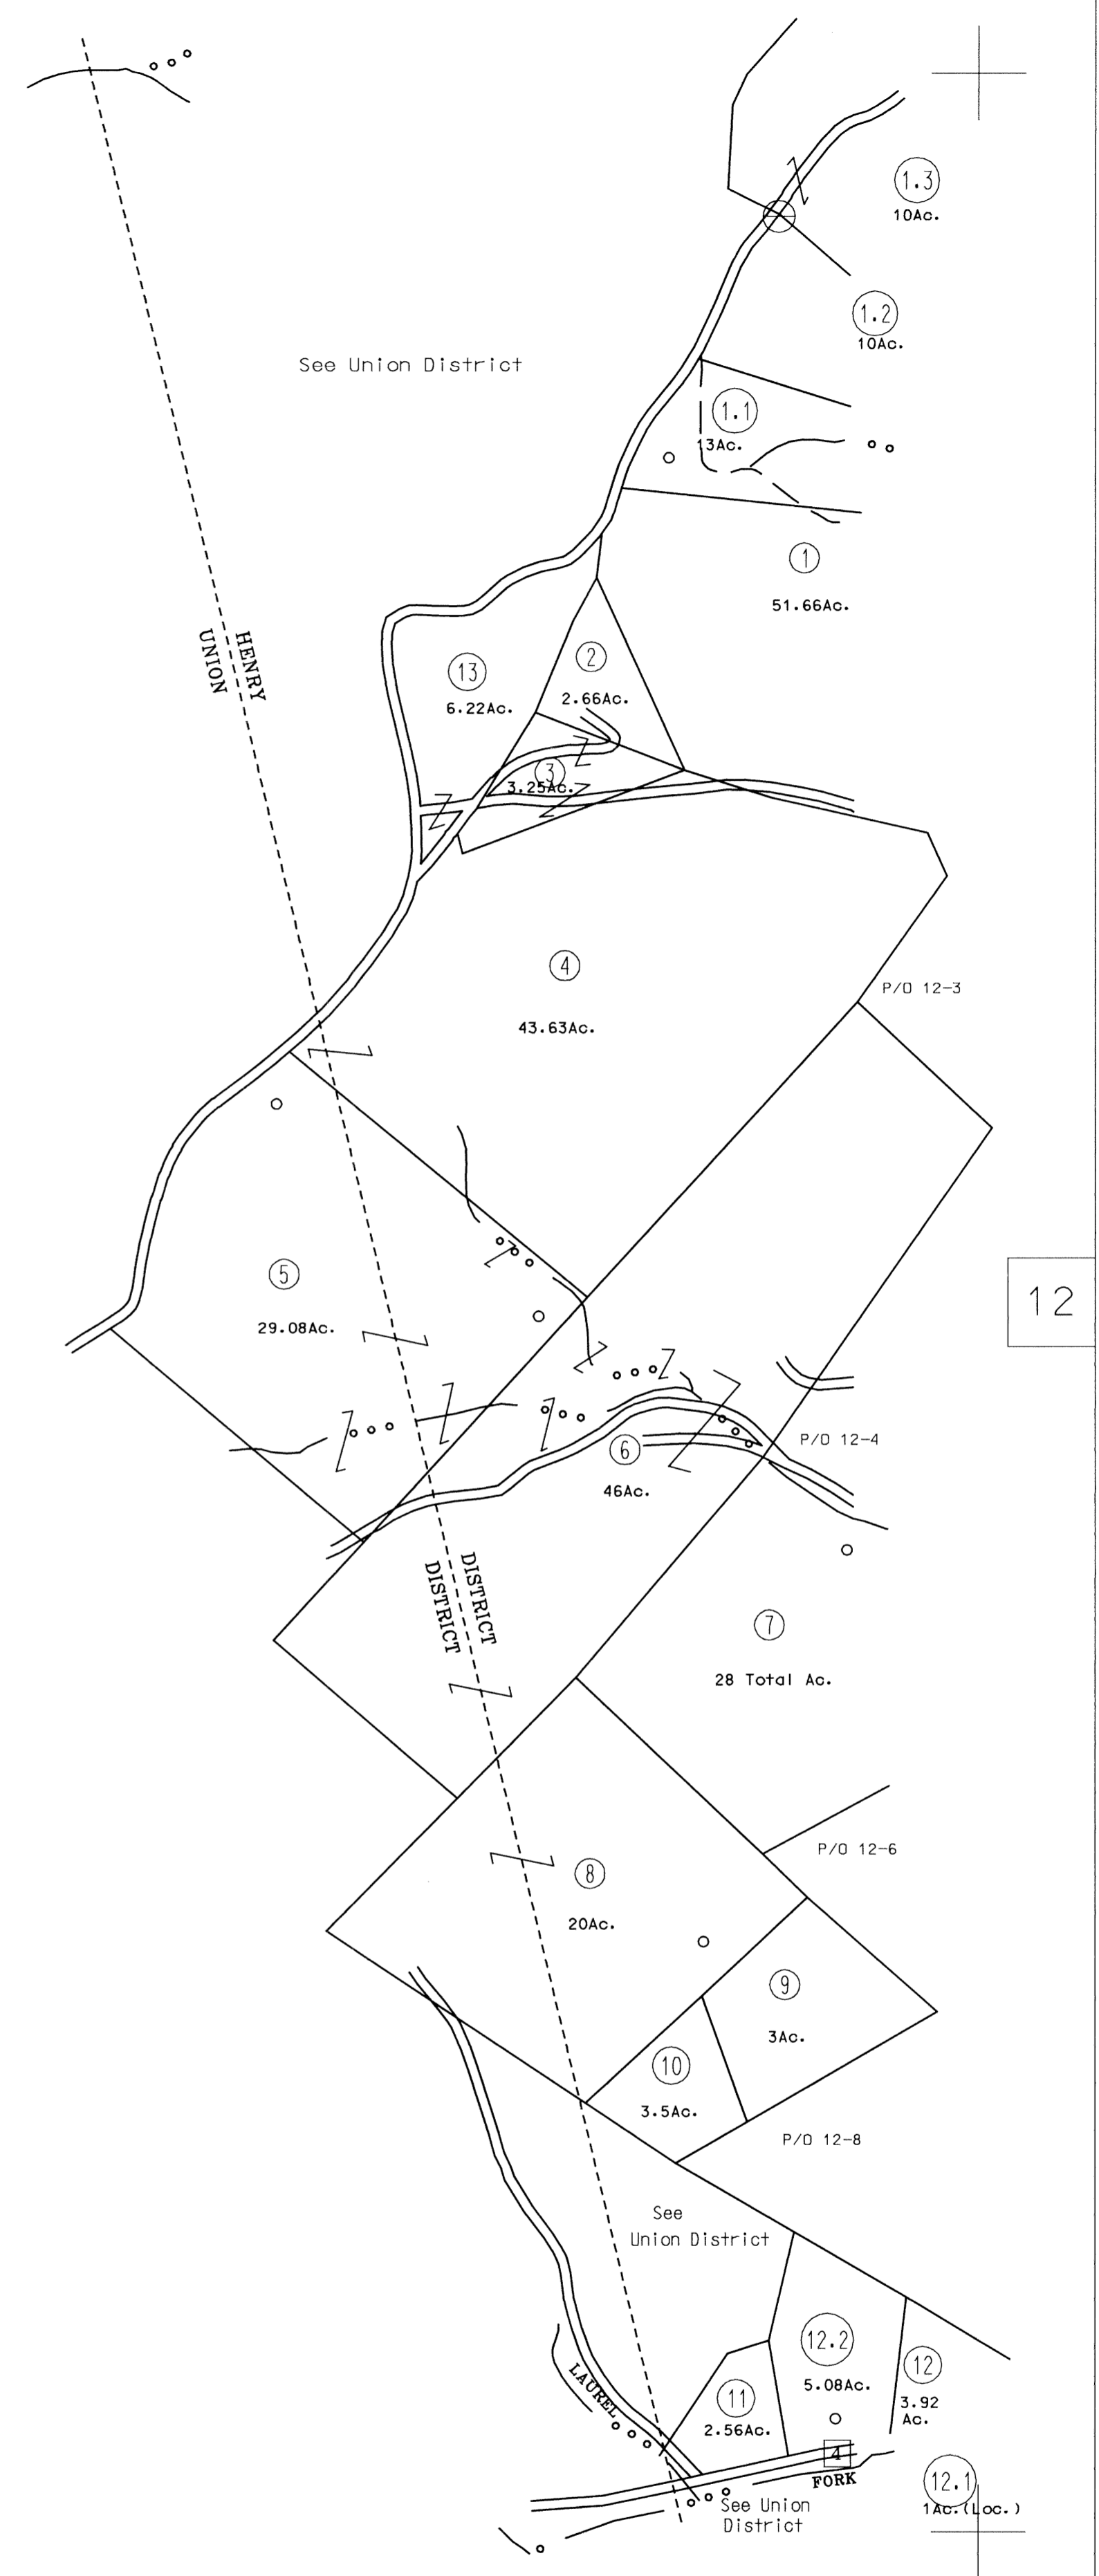 1.3
10Ac.
1.2
10Ac.
See Union District
1.1
13Ac.
1
51.66Ac.
HENRY
UNION
2
2.66Ac.
13
6.22Ac.
3
3.25Ac.
4
43.63Ac.
P/O 12-3
5
29.08Ac.
12
P/O 12-4
6
46Ac.
DISTRICT
DISTRICT
7
28 Total Ac.
P/O 12-6
8
20Ac.
9
3Ac.
10
3.5Ac.
P/O 12-8
See
Union District
12.2
5.08Ac.
12
3.92
Ac.
LAUREL
11
2.56Ac.
4
FORK
12.1
1Ac.(Loc.)
See Union
District